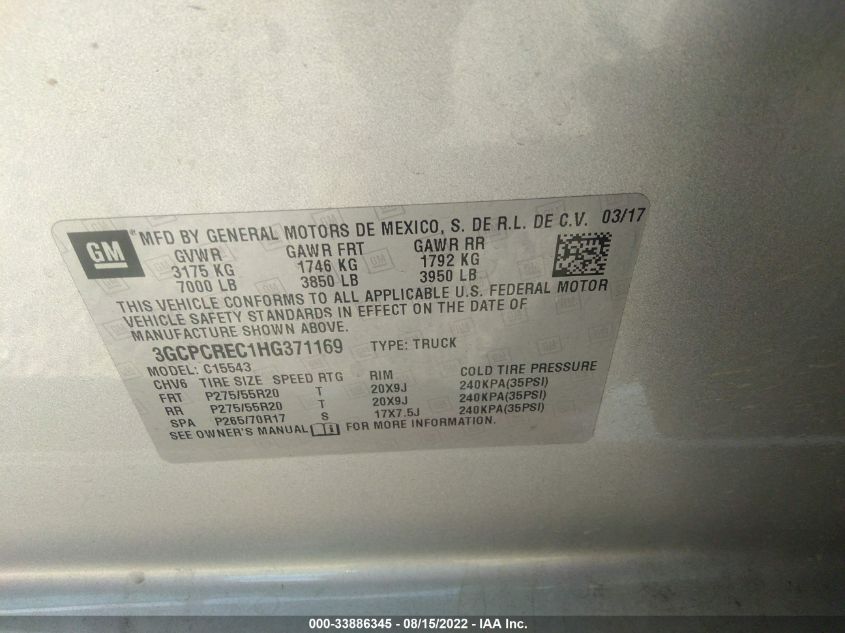 GM ® MFD BY GENERAL MOTORS DE MEXICO, S. DE R.L. DE C.V. 03/17
GVWR GAWR FRT GAWR RR
3175 KG 1746 KG 1792 KG
7000 LB 3850 LB 3950 LB
THIS VEHICLE CONFORMS TO ALL APPLICABLE U.S. FEDERAL MOTOR
VEHICLE SAFETY STANDARDS IN EFFECT ON THE DATE OF
MANUFACTURE SHOWN ABOVE.
3GCPCREC1HG371169 TYPE: TRUCK
MODEL: C15543
CHV6 TIRE SIZE SPEED RTG RIM COLD TIRE PRESSURE
FRT P275/55R20 T 20X9J 240KPA(35PSI)
RR P275/55R20 T 20X9J 240KPA(35PSI)
SPA P265/70R17 S 17X7.5J 240KPA(35PSI)
SEE OWNER'S MANUAL FOR MORE INFORMATION.
000-33886345 - 08/15/2022 - IAA Inc.